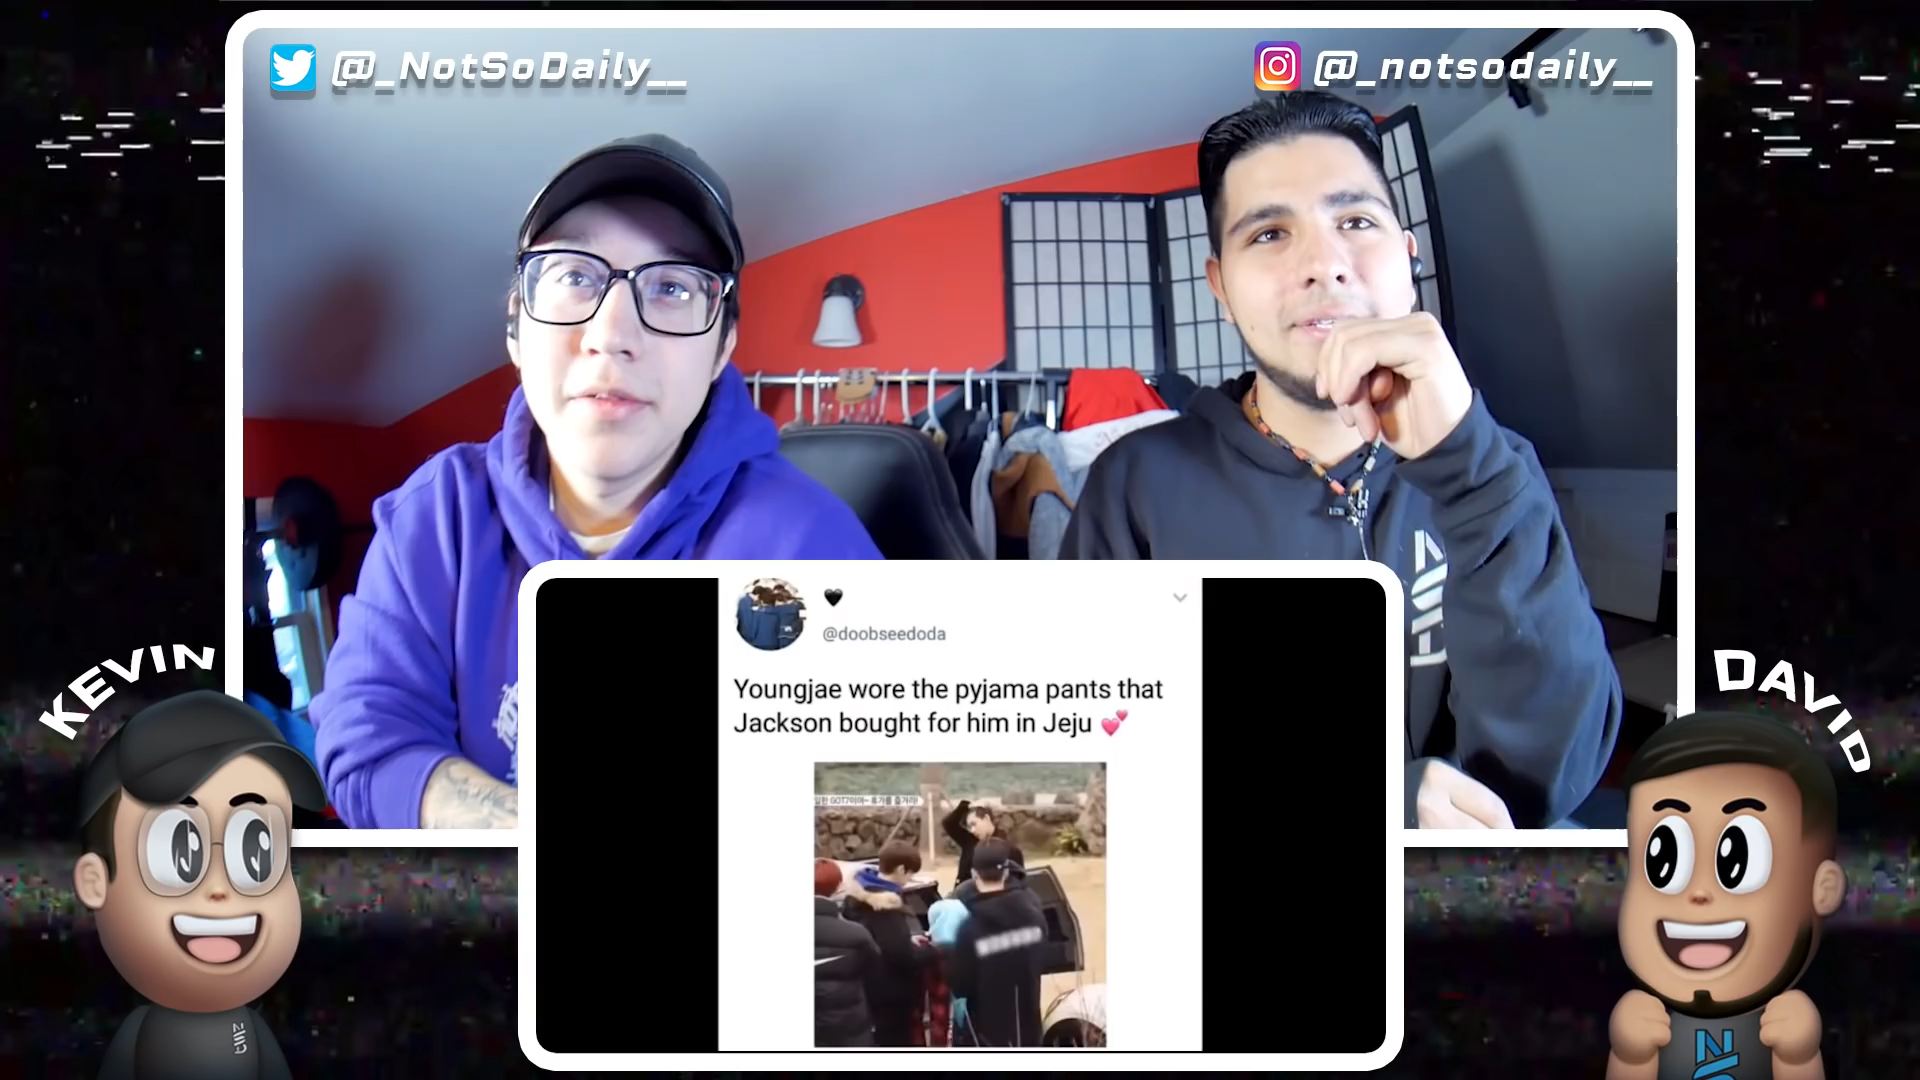 @_NotSoDaily__
@_notsodaily__
KEVIN
DAVID
🖤
@doobseedoda
Youngjae wore the pyjama pants that
Jackson bought for him in Jeju 💕